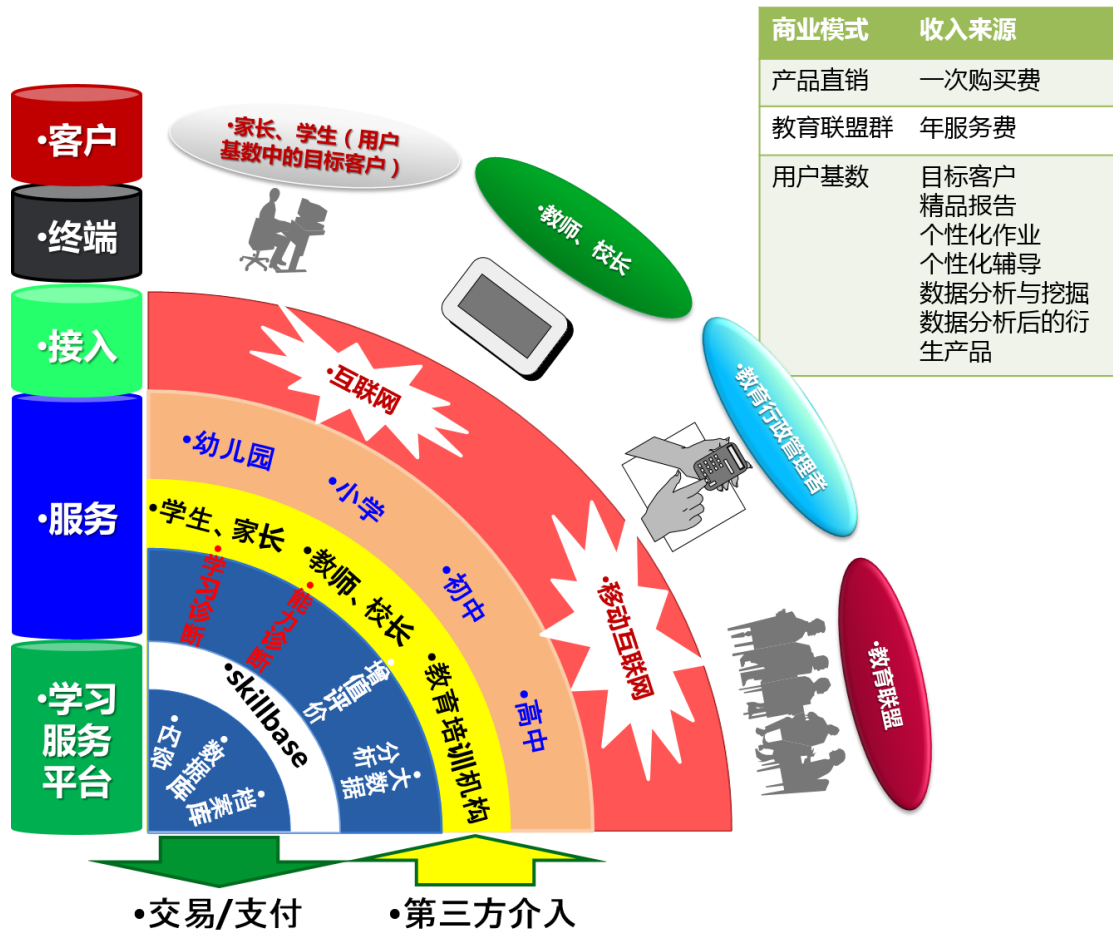 商业模式 收入来源
产品直销 一次购买费
教育联盟群 年服务费
用户基数 目标客户
精品报告
个性化作业
个性化辅导
数据分析与挖掘
数据分析后的衍
生产品
•客户
•终端
•接入
•服务
•学习
服务
平台
•家长、学生（用户
基数中的目标客户）
•教师、校长
•教育行政管理者
•教育联盟
•互联网
•移动互联网
•幼儿园
•小学
•初中
•高中
•学生、家长
•教师、校长
•教育培训机构
•学习诊断
•能力诊断
•增值评价
•大数据
分析
•skillbase
•内容库
•数据库
•档案库
•交易/支付
•第三方介入